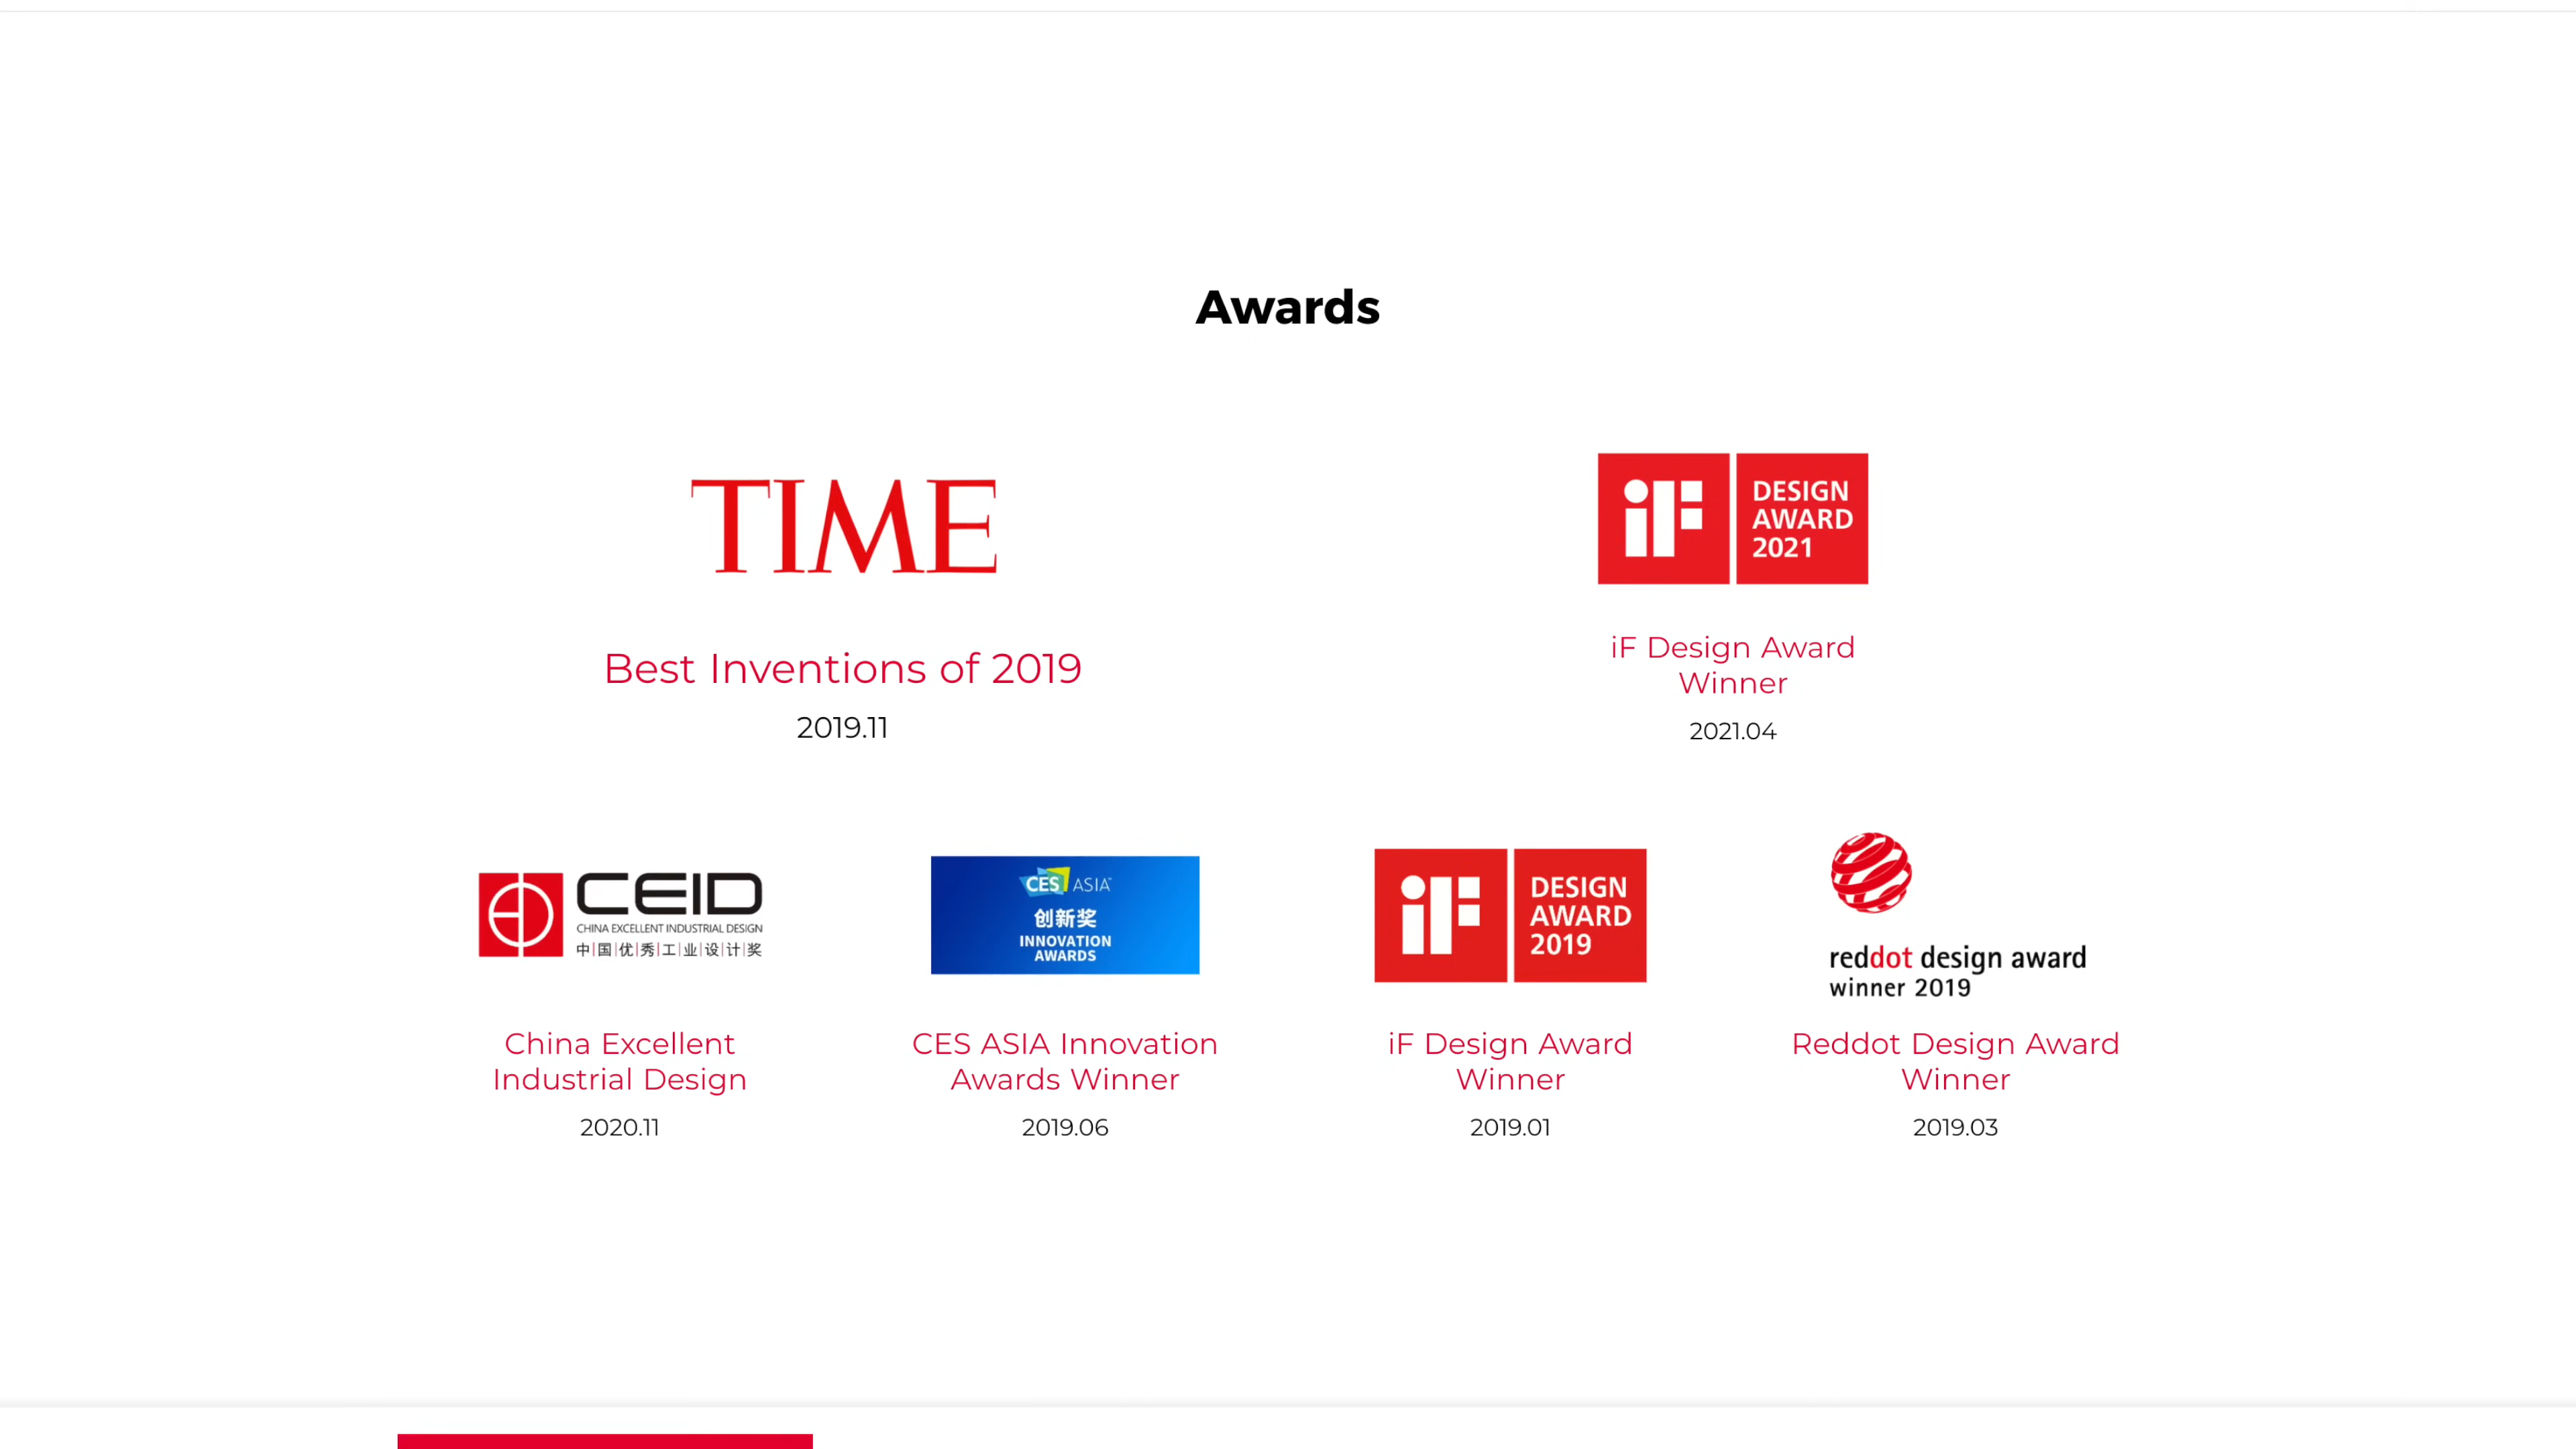 Awards
TIME
Best Inventions of 2019
2019.11
iF
DESIGN
AWARD
2021
iF Design Award
Winner
2021.04
CEID
CHINA EXCELLENT INDUSTRIAL DESIGN
中|国|优|秀|工|业|设|计|奖
China Excellent
Industrial Design
2020.11
CES ASIA™
创新奖
INNOVATION
AWARDS
CES ASIA Innovation
Awards Winner
2019.06
iF
DESIGN
AWARD
2019
iF Design Award
Winner
2019.01
reddot design award
winner 2019
Reddot Design Award
Winner
2019.03